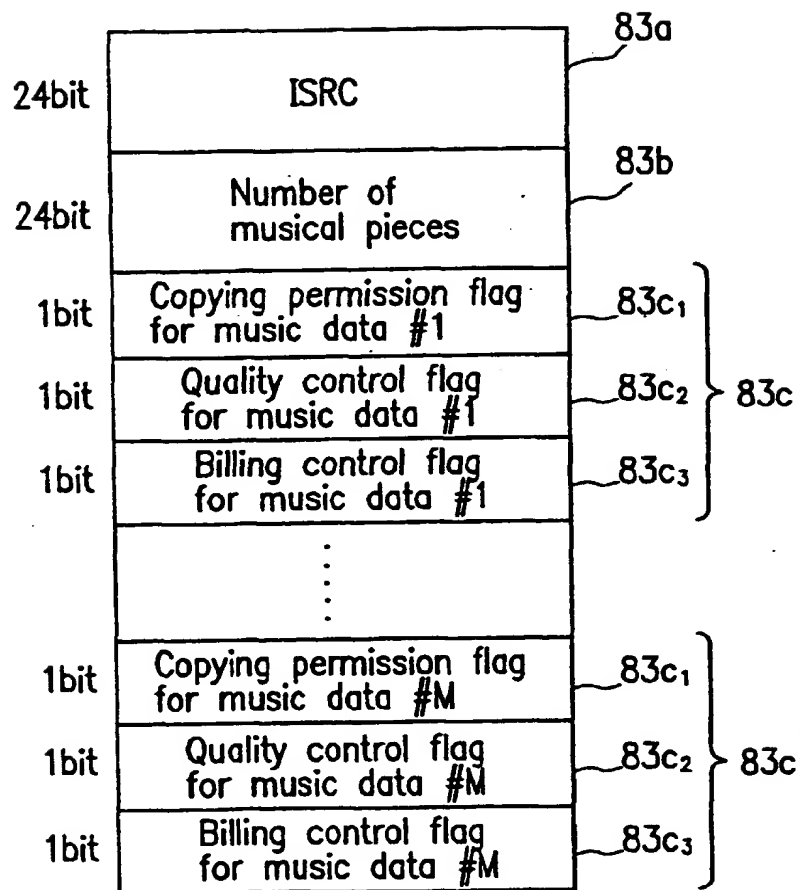 83a
24bit ISRC
83b
24bit Number of
musical pieces
1bit Copying permission flag
for music data #1 83c1
1bit Quality control flag
for music data #1 83c2 83c
1bit Billing control flag
for music data #1 83c3
1bit Copying permission flag
for music data #M 83c1
1bit Quality control flag
for music data #M 83c2 83c
1bit Billing control flag
for music data #M 83c3